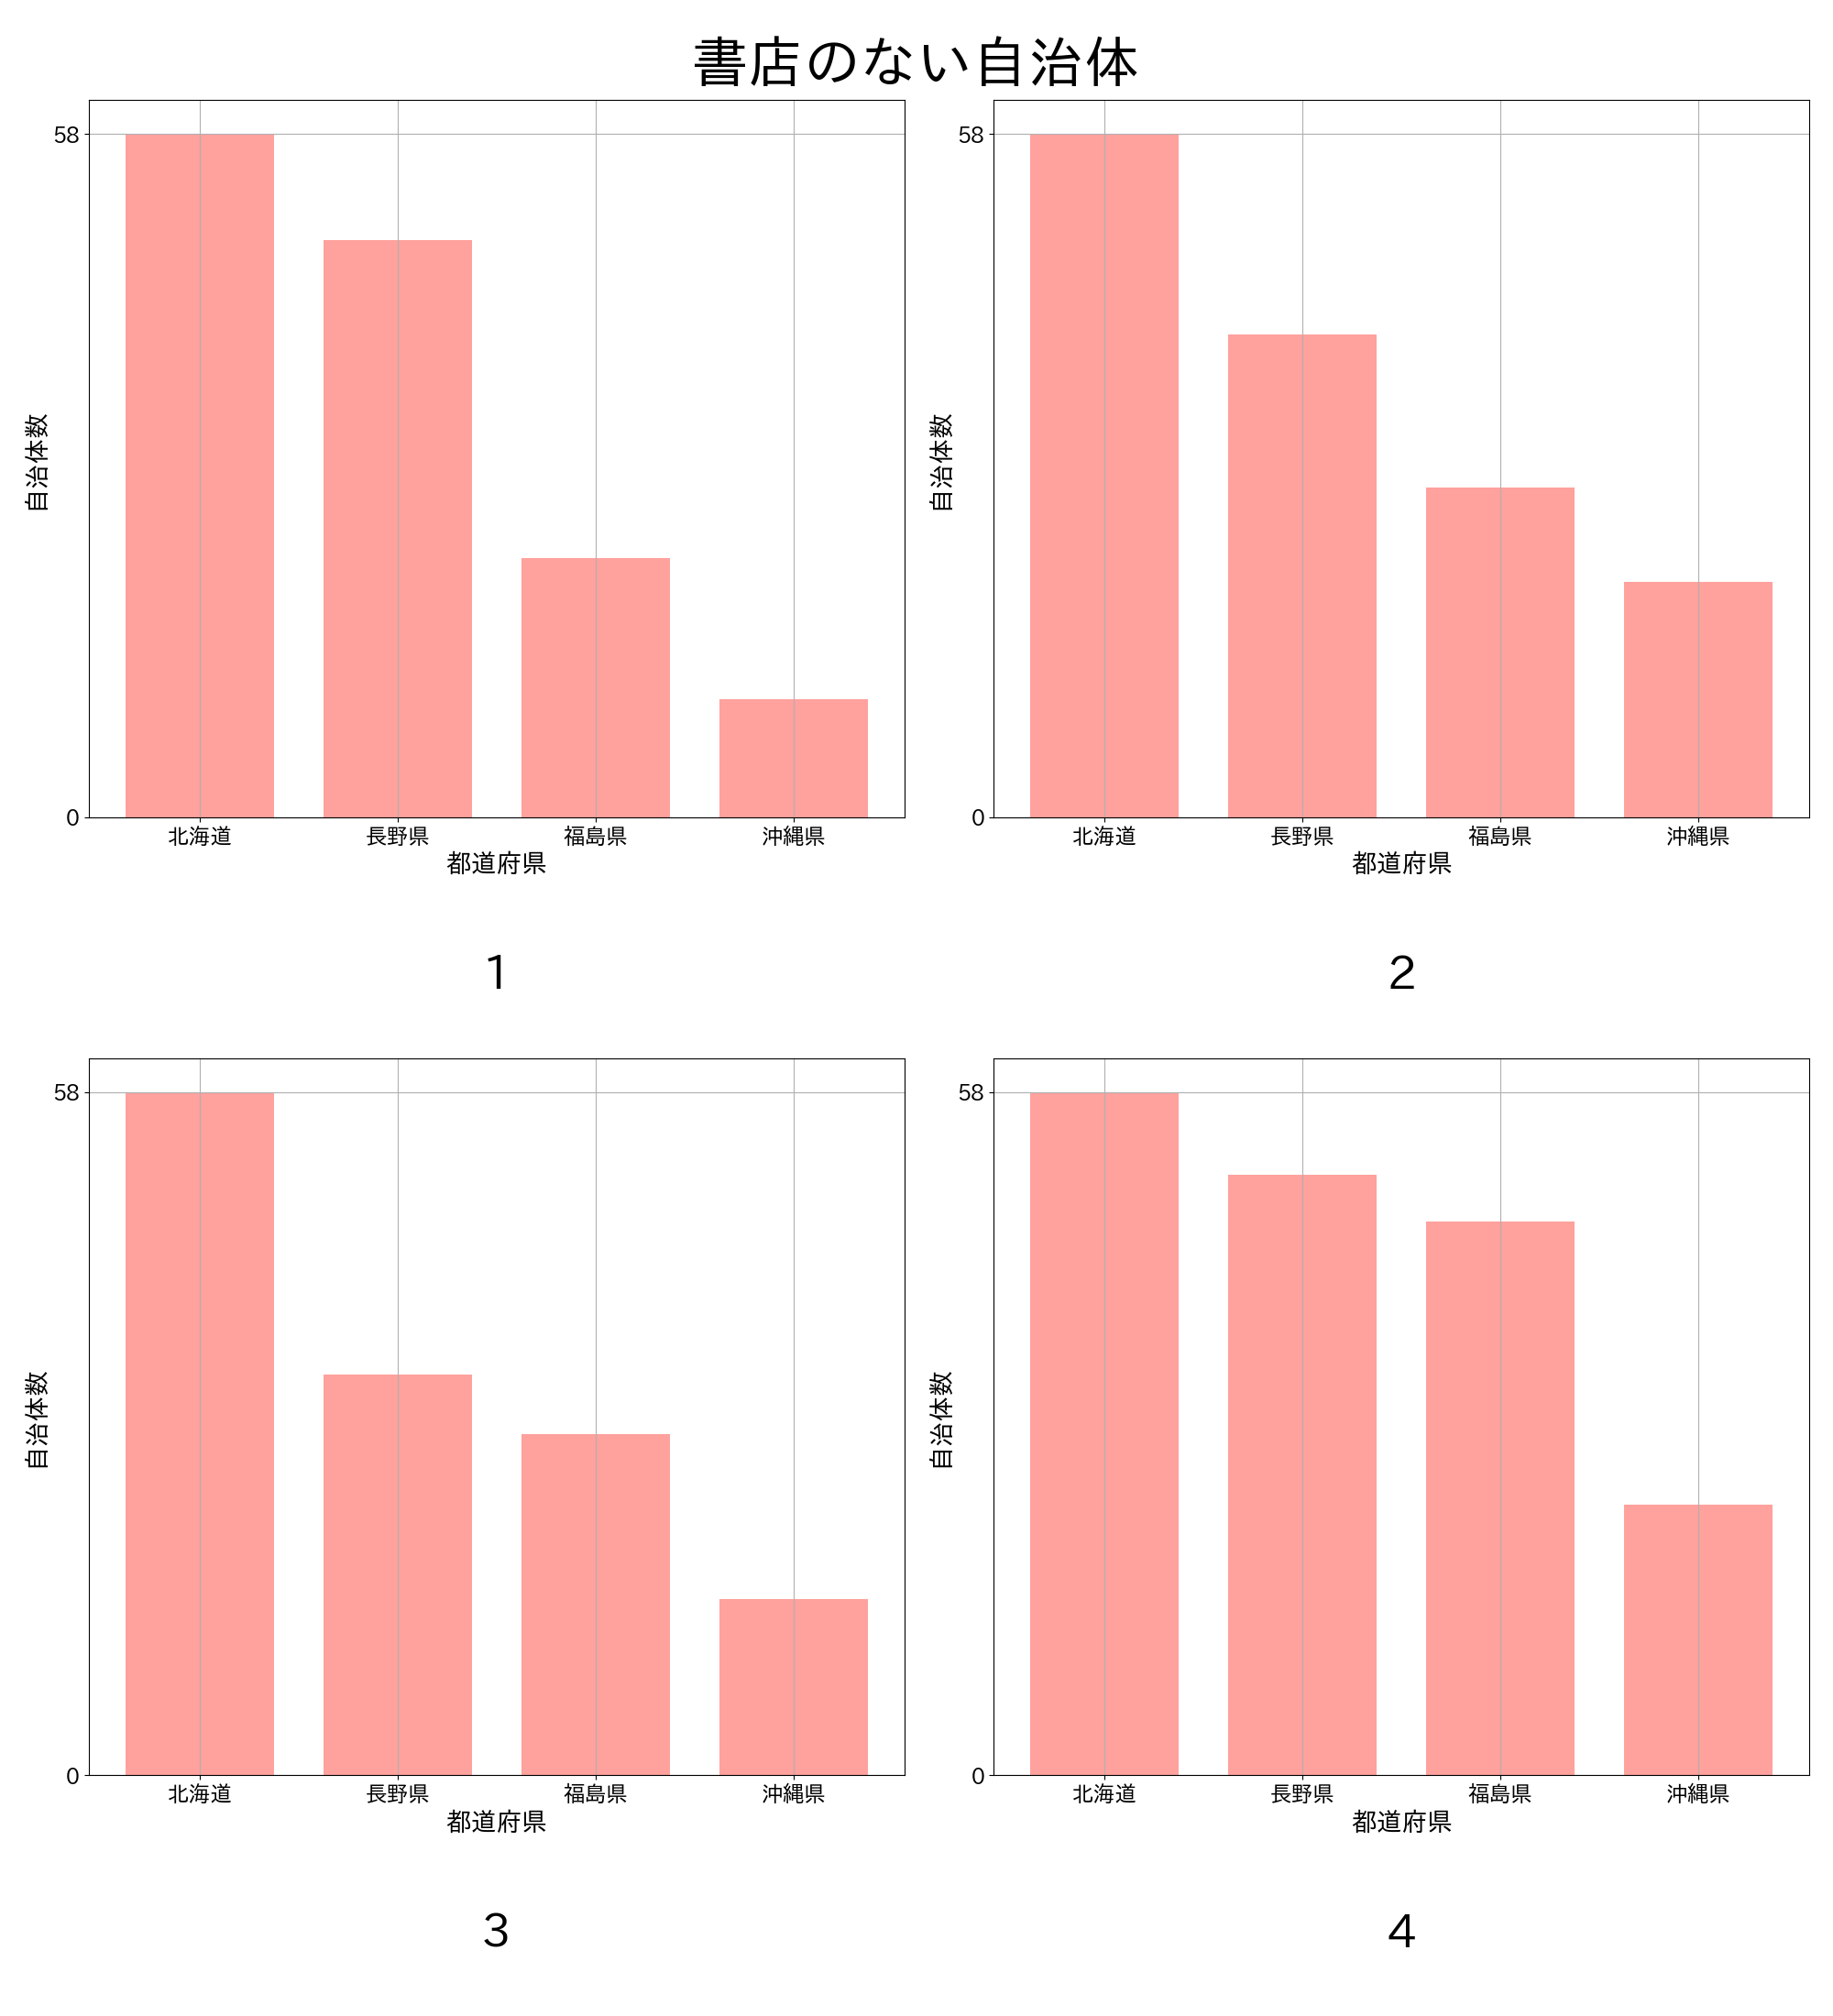 書店のない自治体
58
0
自治体数
北海道 長野県 福島県 沖縄県
都道府県
1
58
0
自治体数
北海道 長野県 福島県 沖縄県
都道府県
2
58
0
自治体数
北海道 長野県 福島県 沖縄県
都道府県
3
58
0
自治体数
北海道 長野県 福島県 沖縄県
都道府県
4